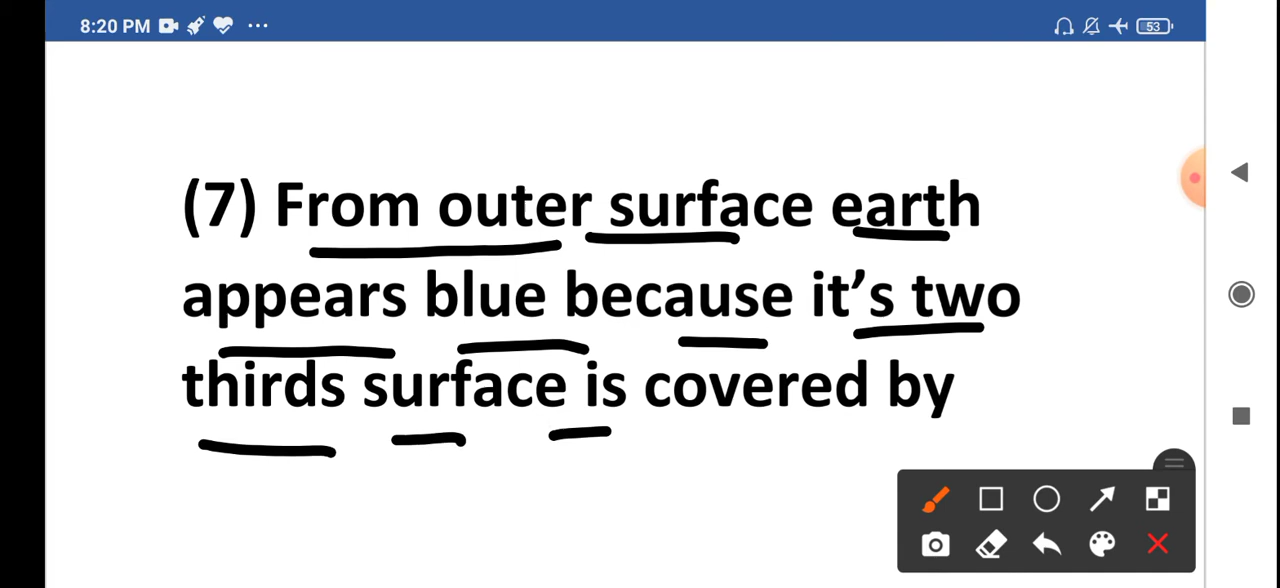 8:20 PM
53
(7) From outer surface earth
appears blue because it’s two
thirds surface is covered by